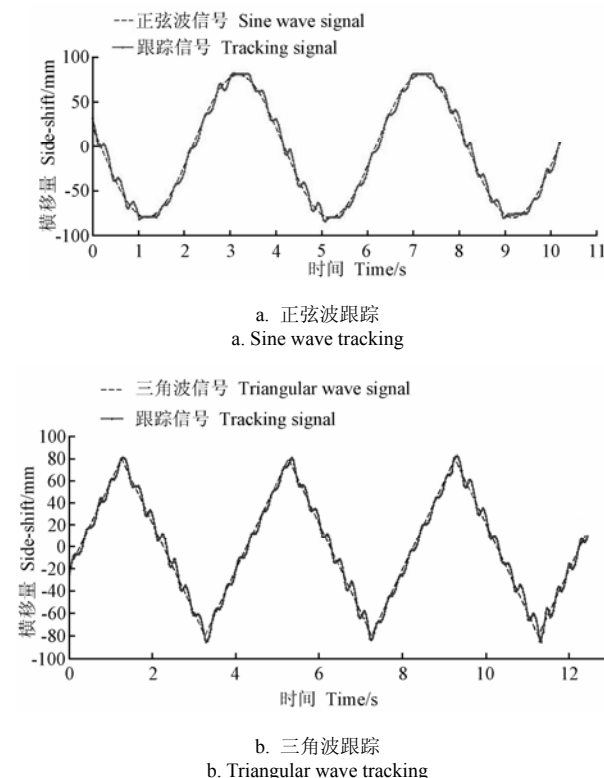 正弦波信号 Sine wave signal
跟踪信号 Tracking signal
横移量 Side-shift/mm
100
50
0
-50
-100
0 1 2 3 4 5 6 7 8 9 10 11
时间 Time/s
a. 正弦波跟踪
a. Sine wave tracking
三角波信号 Triangular wave signal
跟踪信号 Tracking signal
横移量 Side-shift/mm
100
80
60
40
20
0
-20
-40
-60
-80
-100
0 2 4 6 8 10 12
时间 Time/s
b. 三角波跟踪
b. Triangular wave tracking